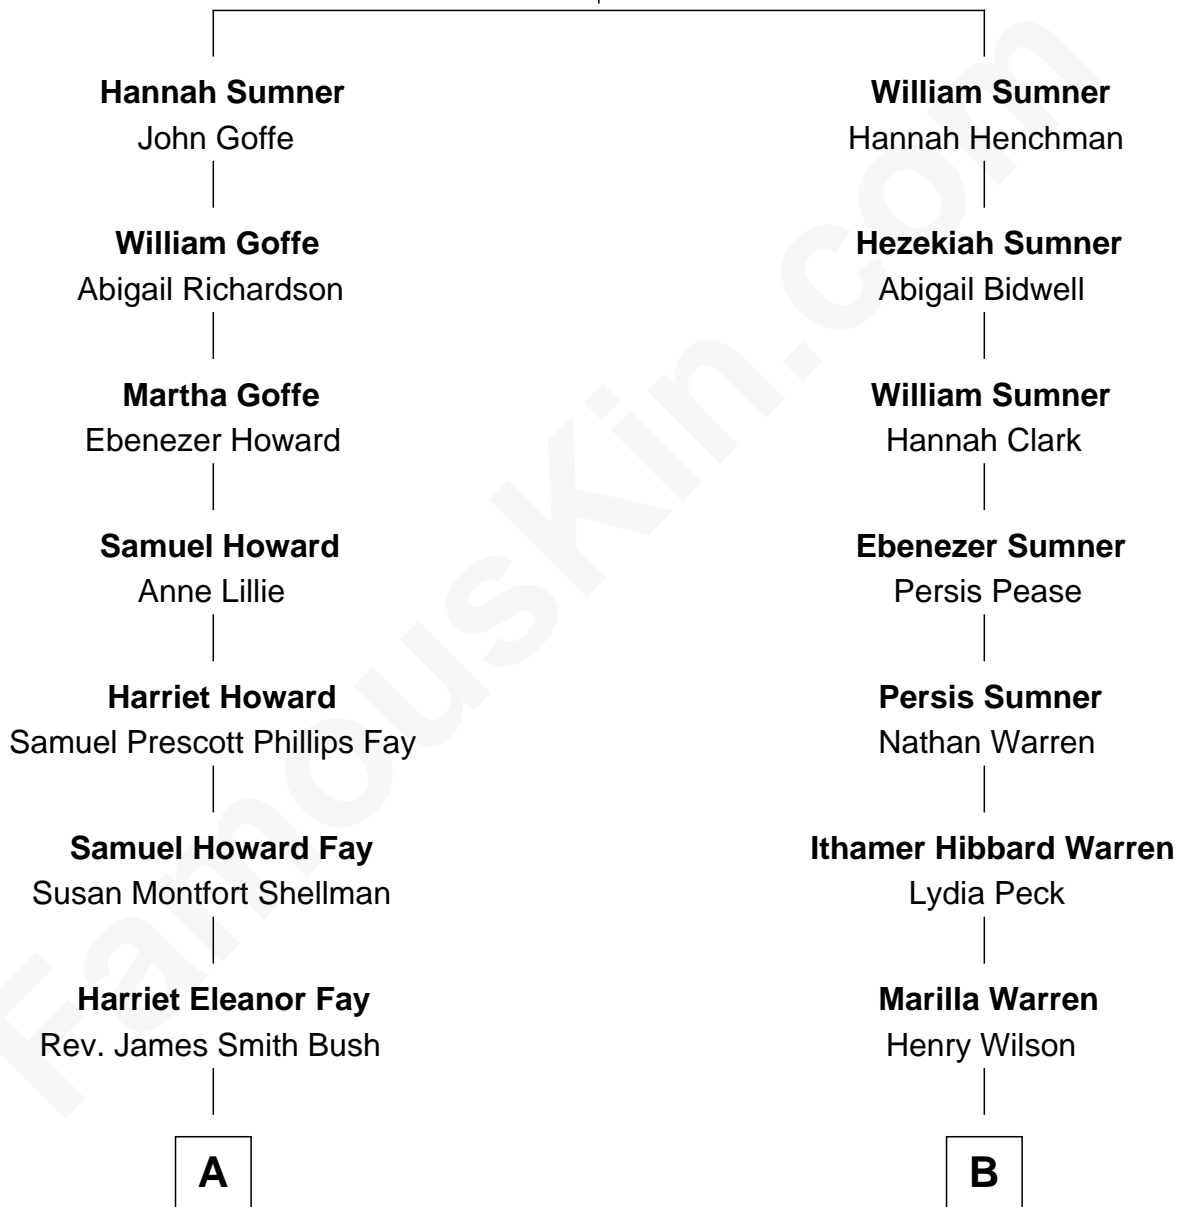 Hannah Sumner
John Goffe
William Goffe
Abigail Richardson
Martha Goffe
Ebenezer Howard
Samuel Howard
Anne Lillie
Harriet Howard
Samuel Prescott Phillips Fay
Samuel Howard Fay
Susan Montfort Shellman
Harriet Eleanor Fay
Rev. James Smith Bush
A
William Sumner
Hannah Henchman
Hezekiah Sumner
Abigail Bidwell
William Sumner
Hannah Clark
Ebenezer Sumner
Persis Pease
Persis Sumner
Nathan Warren
Ithamer Hibbard Warren
Lydia Peck
Marilla Warren
Henry Wilson
B
FamousKin.com